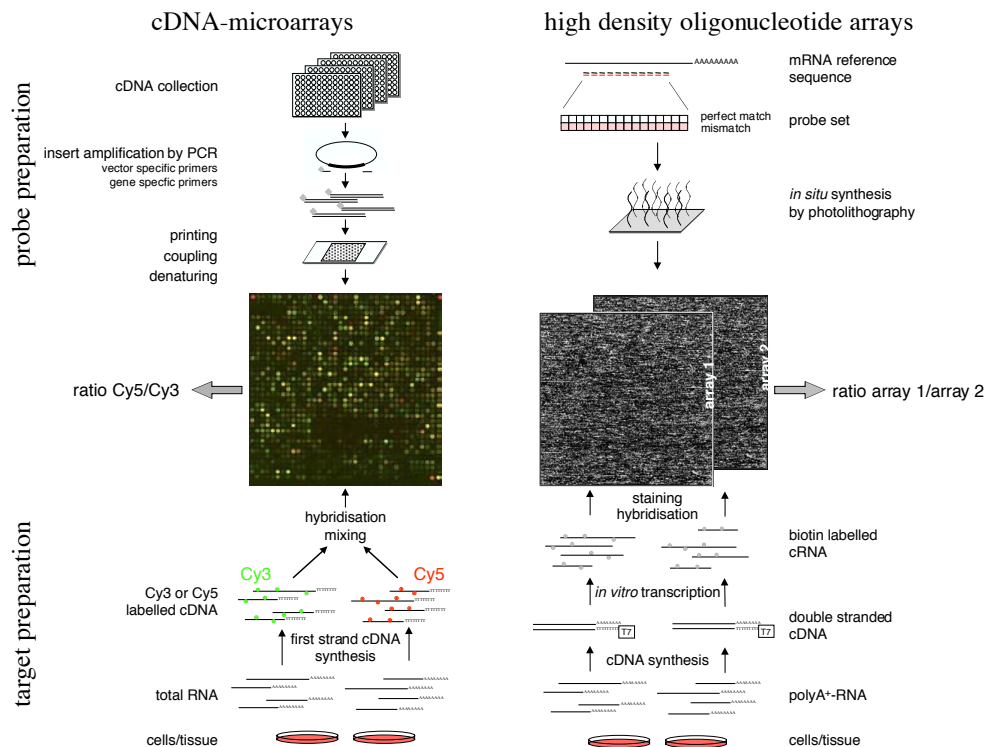 cDNA-microarrays
probe preparation
cDNA collection
insert amplification by PCR
vector specific primers
gene specfic primers
printing
coupling
denaturing
ratio Cy5/Cy3
target preparation
hybridisation
mixing
Cy3
Cy5
Cy3 or Cy5
labelled cDNA
first strand cDNA
synthesis
total RNA
cells/tissue
high density oligonucleotide arrays
AAAAAAAAA
mRNA reference
sequence
perfect match
mismatch
probe set
in situ synthesis
by photolithography
array 1
array 2
ratio array 1/array 2
staining
hybridisation
biotin labelled
cRNA
in vitro transcription
double stranded
cDNA
T7
T7
cDNA synthesis
polyA+-RNA
cells/tissue